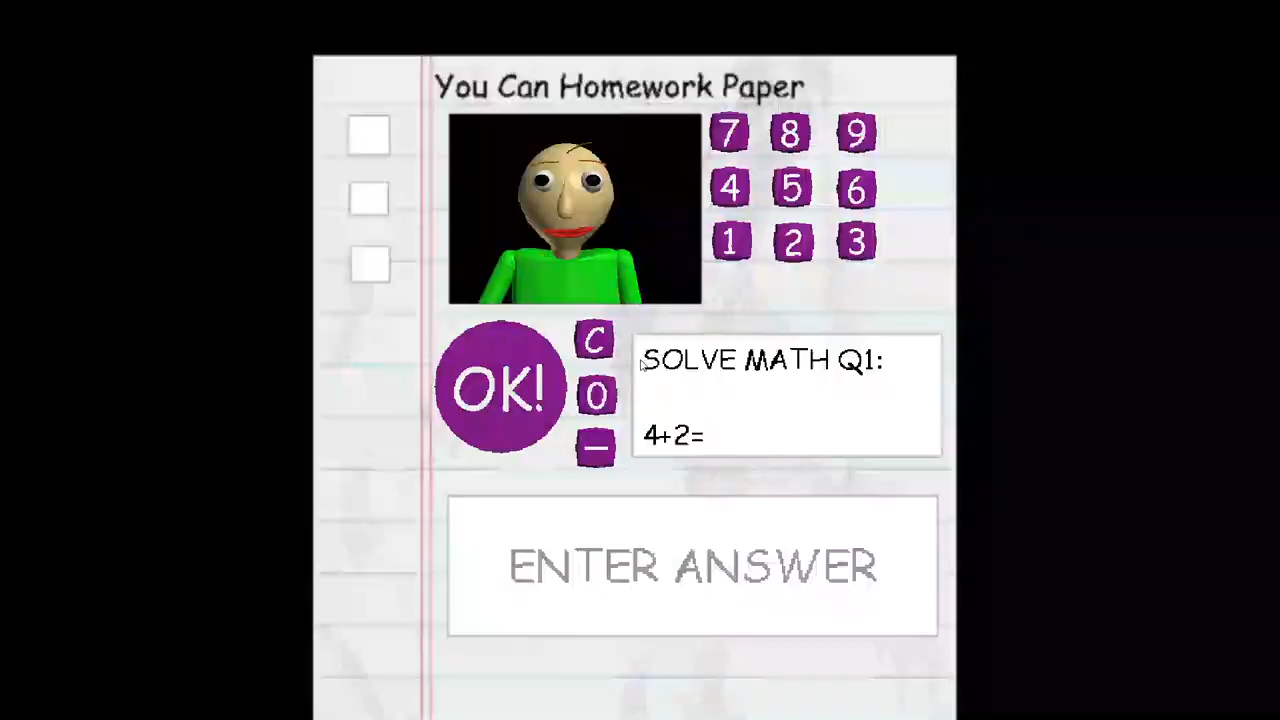 You Can Homework Paper
7 8 9
4 5 6
1 2 3
OK!
C
0
−
SOLVE MATH Q1:
4+2=
ENTER ANSWER